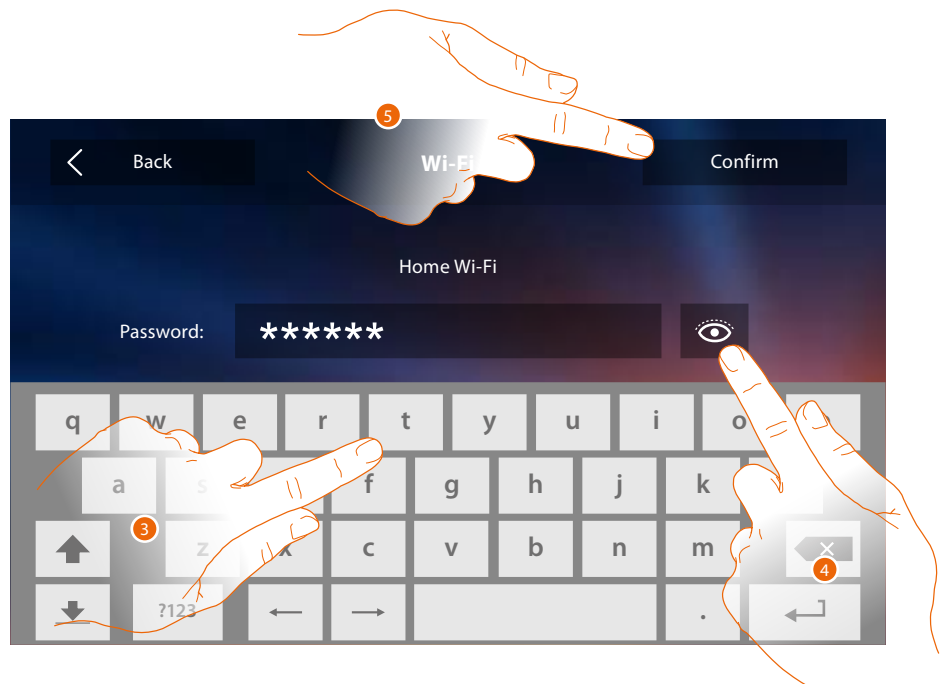 5
Back
Wi-Fi
Confirm
Home Wi-Fi
Password: ******
q w e r t y u i o
a s f g h j k
3
z x c v b n m
4
?123 .